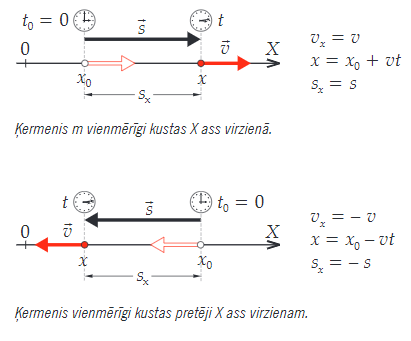 t₀ = 0 t
s⃗
0 v⃗ X
x₀ x
sₓ
vₓ = v
x = x₀ + vt
sₓ = s
Ķermenis m vienmērīgi kustas X ass virzienā.
t t₀ = 0
s⃗
0 v⃗ X
x x₀
sₓ
vₓ = – v
x = x₀ – vt
sₓ = – s
Ķermenis vienmērīgi kustas pretēji X ass virzienam.